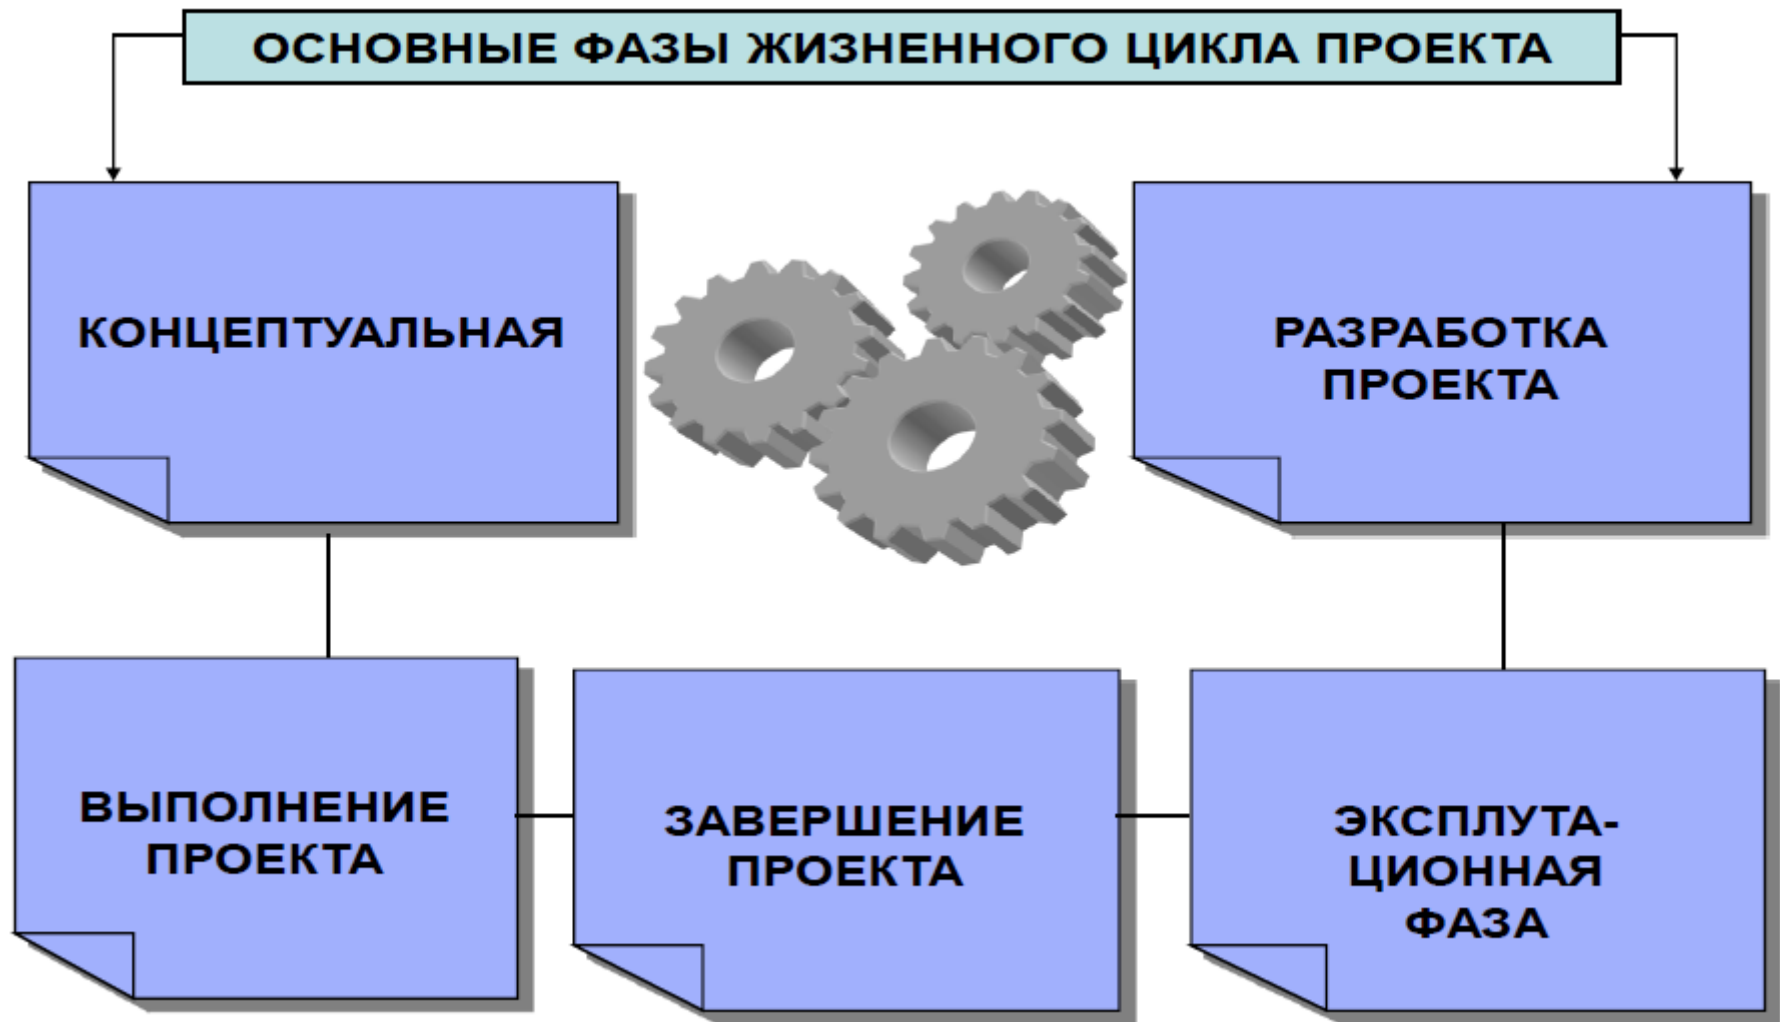 ОСНОВНЫЕ ФАЗЫ ЖИЗНЕННОГО ЦИКЛА ПРОЕКТА
КОНЦЕПТУАЛЬНАЯ
РАЗРАБОТКА
ПРОЕКТА
ВЫПОЛНЕНИЕ
ПРОЕКТА
ЗАВЕРШЕНИЕ
ПРОЕКТА
ЭКСПЛУТА-
ЦИОННАЯ
ФАЗА